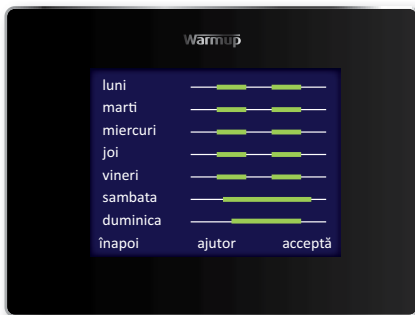 Warmup
luni
marti
miercuri
joi
vineri
sambata
duminica
înapoi ajutor acceptă